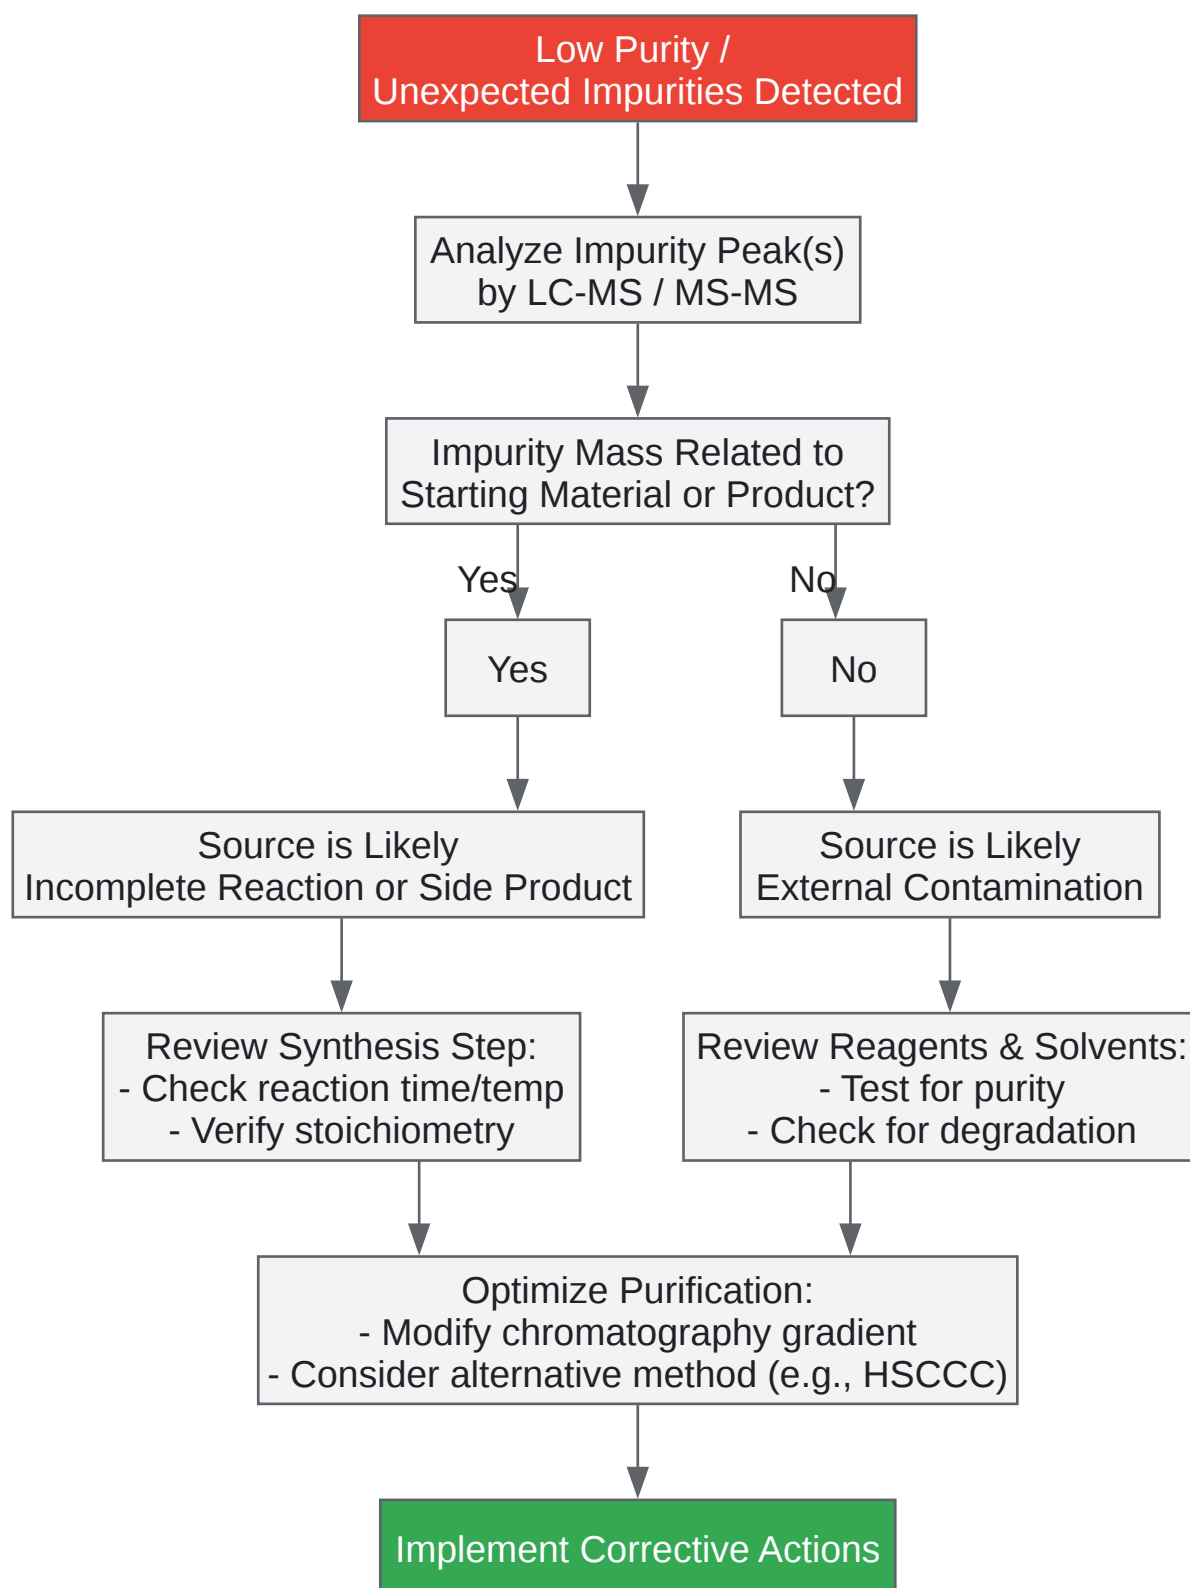 Low Purity /
Unexpected Impurities Detected
Analyze Impurity Peak(s)
by LC-MS / MS-MS
Impurity Mass Related to
Starting Material or Product?
Yes
No
Yes
No
Source is Likely
Incomplete Reaction or Side Product
Source is Likely
External Contamination
Review Synthesis Step:
- Check reaction time/temp
- Verify stoichiometry
Review Reagents & Solvents:
- Test for purity
- Check for degradation
Optimize Purification:
- Modify chromatography gradient
- Consider alternative method (e.g., HSCCC)
Implement Corrective Actions